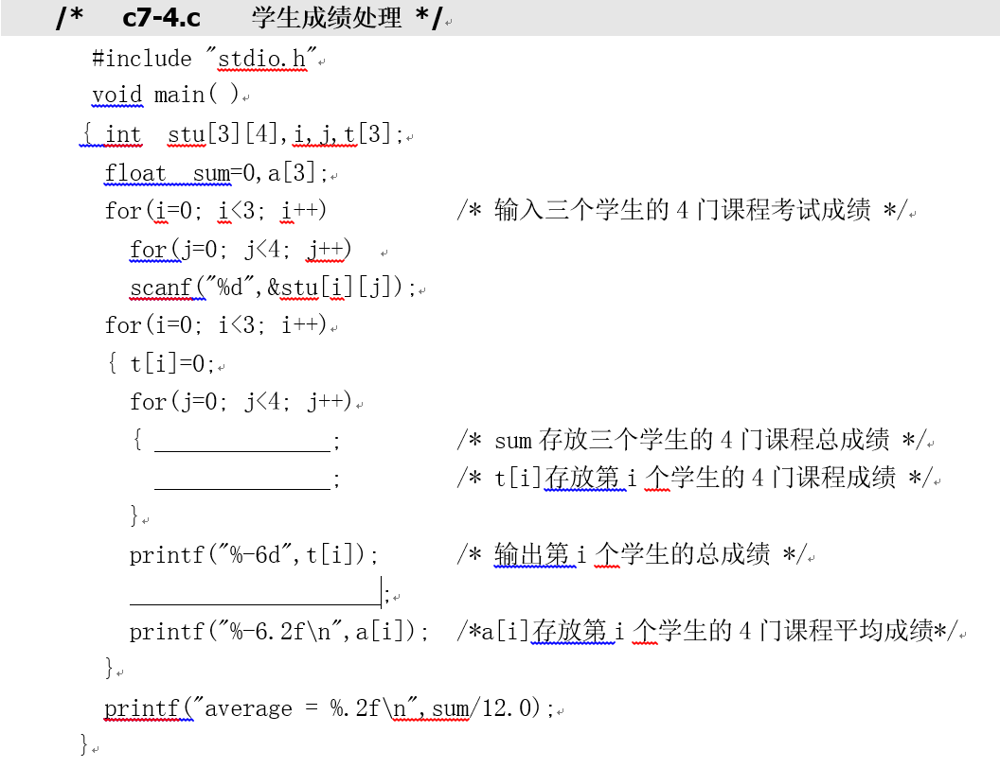 /* c7-4.c 学生成绩处理 */
#include "stdio.h"
void main( )
{ int stu[3][4],i,j,t[3];
float sum=0,a[3];
for(i=0; i<3; i++) /* 输入三个学生的 4 门课程考试成绩 */
for(j=0; j<4; j++)
scanf("%d",&stu[i][j]);
for(i=0; i<3; i++)
{ t[i]=0;
for(j=0; j<4; j++)
{ ______________; /* sum 存放三个学生的 4 门课程总成绩 */
______________; /* t[i]存放第 i 个学生的 4 门课程成绩 */
}
printf("%-6d",t[i]); /* 输出第 i 个学生的总成绩 */
____________________;
printf("%-6.2f\n",a[i]); /*a[i]存放第 i 个学生的 4 门课程平均成绩*/
}
printf("average = %.2f\n",sum/12.0);
}